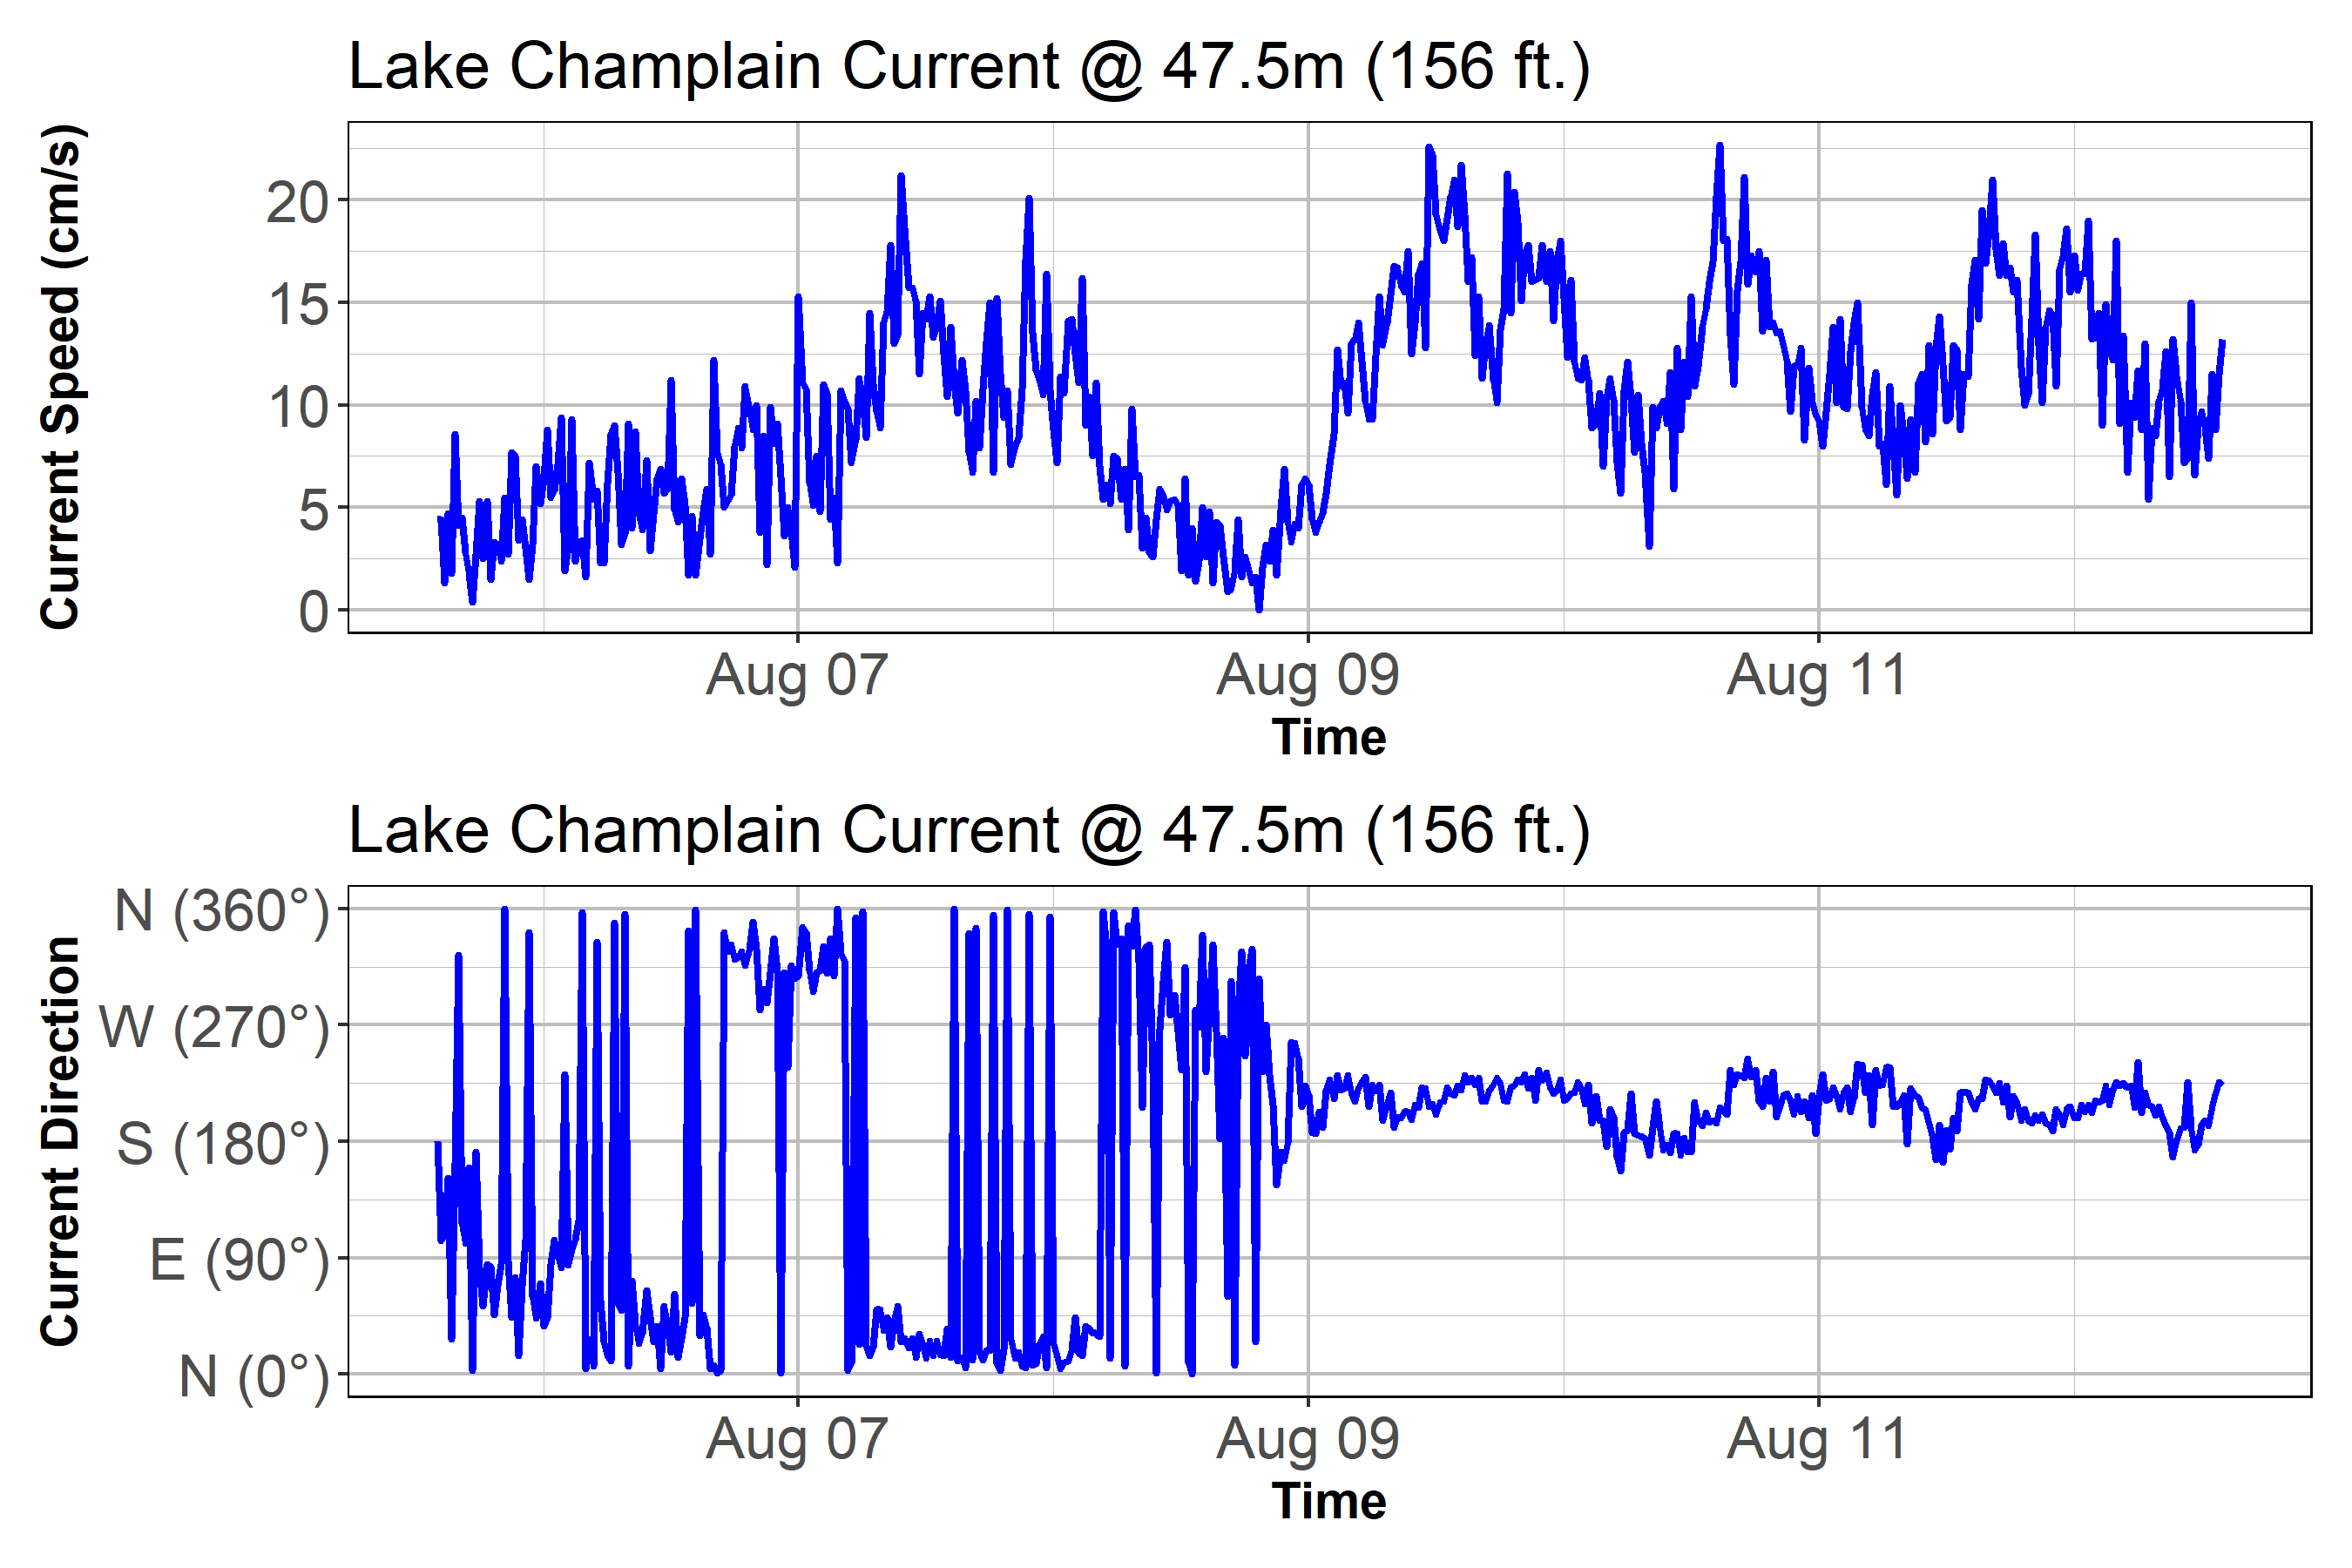 Lake Champlain Current @ 47.5m (156 ft.)
Current Speed (cm/s)
20
15
10
5
0
Aug 07 Aug 09 Aug 11
Time
Lake Champlain Current @ 47.5m (156 ft.)
Current Direction
N (360°)
W (270°)
S (180°)
E (90°)
N (0°)
Aug 07 Aug 09 Aug 11
Time